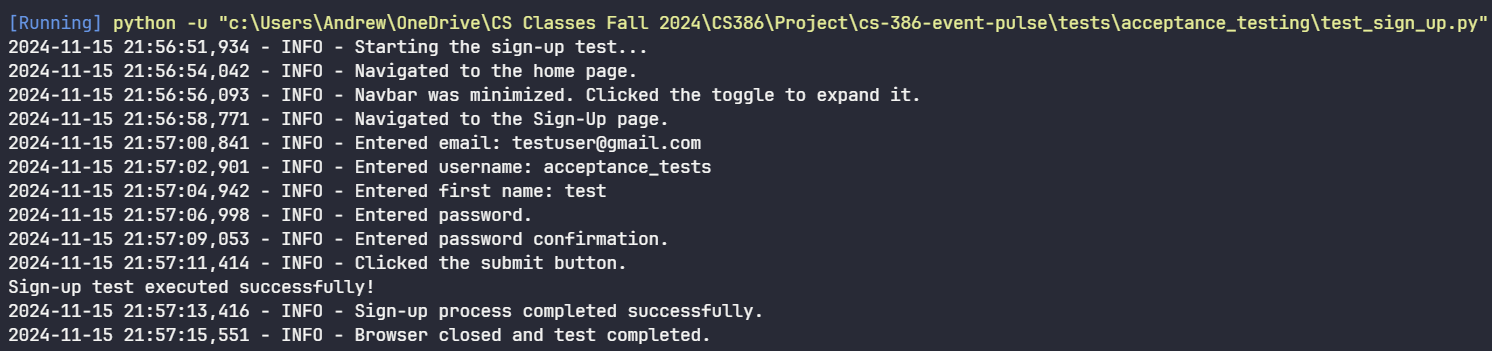 [Running] python -u "c:\Users\Andrew\OneDrive\CS Classes Fall 2024\CS386\Project\cs-386-event-pulse\tests\acceptance_testing\test_sign_up.py"
2024-11-15 21:56:51,934 - INFO - Starting the sign-up test...
2024-11-15 21:56:54,042 - INFO - Navigated to the home page.
2024-11-15 21:56:56,093 - INFO - Navbar was minimized. Clicked the toggle to expand it.
2024-11-15 21:56:58,771 - INFO - Navigated to the Sign-Up page.
2024-11-15 21:57:00,841 - INFO - Entered email: testuser@gmail.com
2024-11-15 21:57:02,901 - INFO - Entered username: acceptance_tests
2024-11-15 21:57:04,942 - INFO - Entered first name: test
2024-11-15 21:57:06,998 - INFO - Entered password.
2024-11-15 21:57:09,053 - INFO - Entered password confirmation.
2024-11-15 21:57:11,414 - INFO - Clicked the submit button.
Sign-up test executed successfully!
2024-11-15 21:57:13,416 - INFO - Sign-up process completed successfully.
2024-11-15 21:57:15,551 - INFO - Browser closed and test completed.